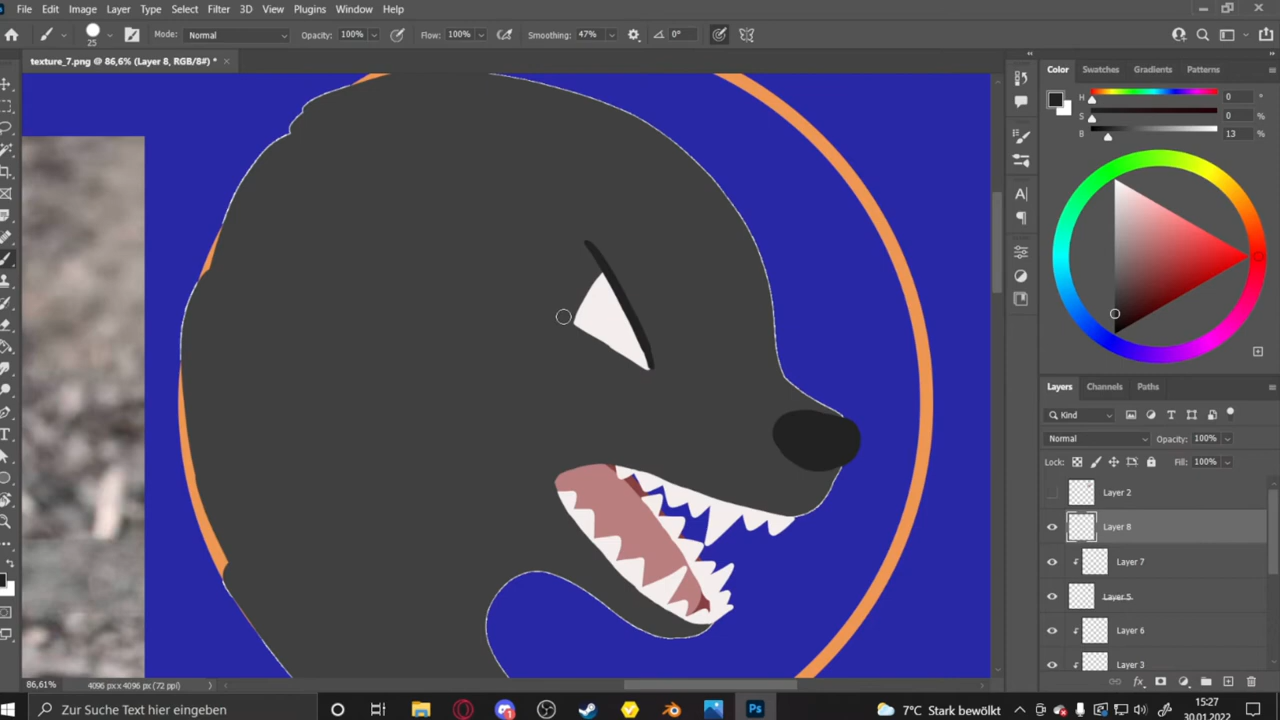 File Edit Image Layer Type Select Filter 3D View Plugins Window Help
25 Mode: Normal Opacity: 100% Flow: 100% Smoothing: 47% 0°
texture_7.png @ 86,6% (Layer 8, RGB/8#) *
Color Swatches Gradients Patterns
H 0 °
S 0 %
B 13 %
Layers Channels Paths
Kind
Normal Opacity: 100%
Lock: Fill: 100%
Layer 2
Layer 8
Layer 7
Layer 5
Layer 6
Layer 3
86,61% 4096 px x 4096 px (72 ppi)
Zur Suche Text hier eingeben
Ps
7°C Stark bewölkt
15:27
30.01.2022